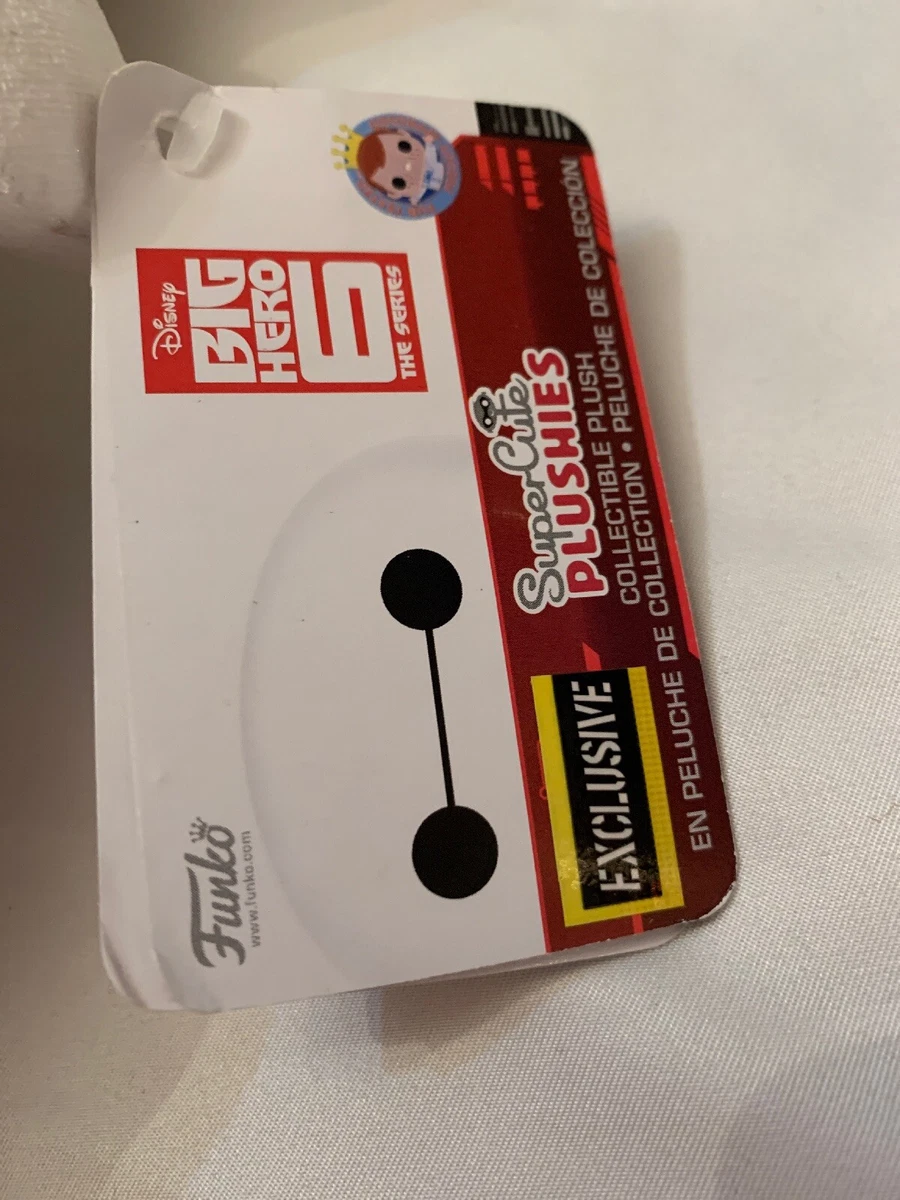 Funko
www.funko.com
Disney
BIG
HERO
6
THE SERIES
EXCLUSIVE
SuperCute
PLUSHIES
COLLECTIBLE PLUSH
EN PELUCHE DE COLLECTION • PELUCHE DE COLECCIÓN